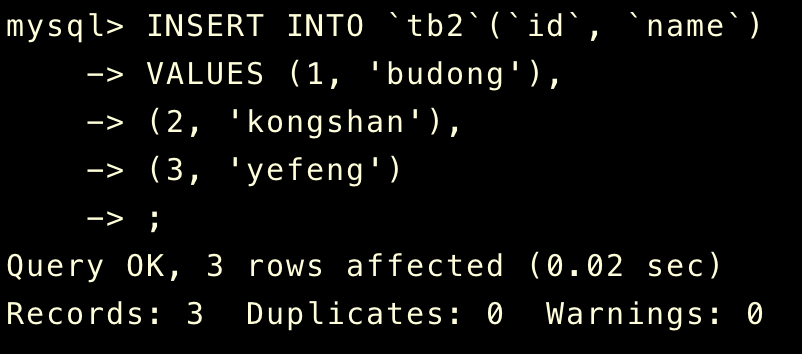 mysql> INSERT INTO `tb2`(`id`, `name`)
    -> VALUES (1, 'budong'),
    -> (2, 'kongshan'),
    -> (3, 'yefeng')
    -> ;
Query OK, 3 rows affected (0.02 sec)
Records: 3  Duplicates: 0  Warnings: 0